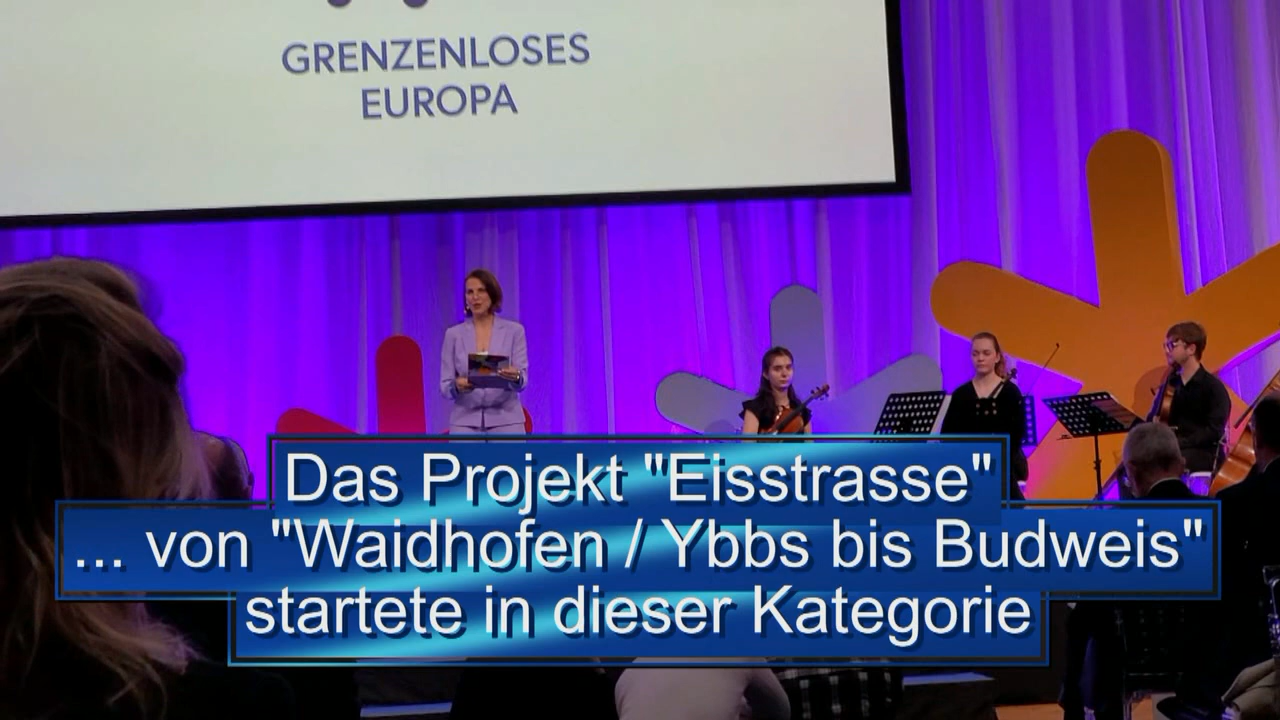 GRENZENLOSES
EUROPA
Das Projekt "Eisstrasse"
... von "Waidhofen / Ybbs bis Budweis"
startete in dieser Kategorie